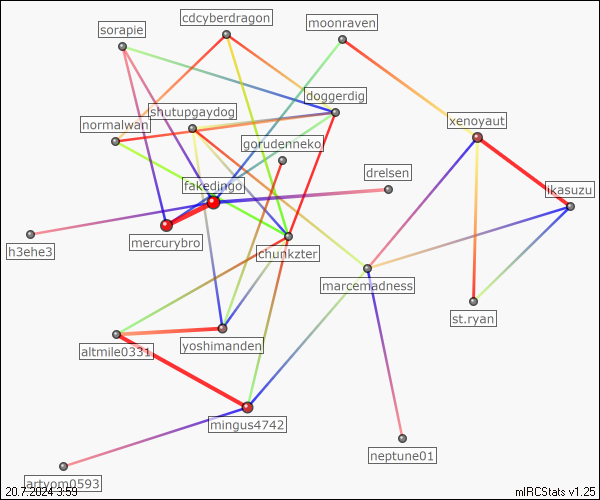 cdcyberdragon
moonraven
sorapie
doggerdig
shutupgaydog
normalwan
xenoyaut
gorudenneko
drelsen
fakedingo
ikasuzu
mercurybro
h3ehe3
chunkzter
marcemadness
st.ryan
yoshimanden
altmile0331
mingus4742
neptune01
artyom0593
20.7.2024 3:59
mIRCStats v1.25